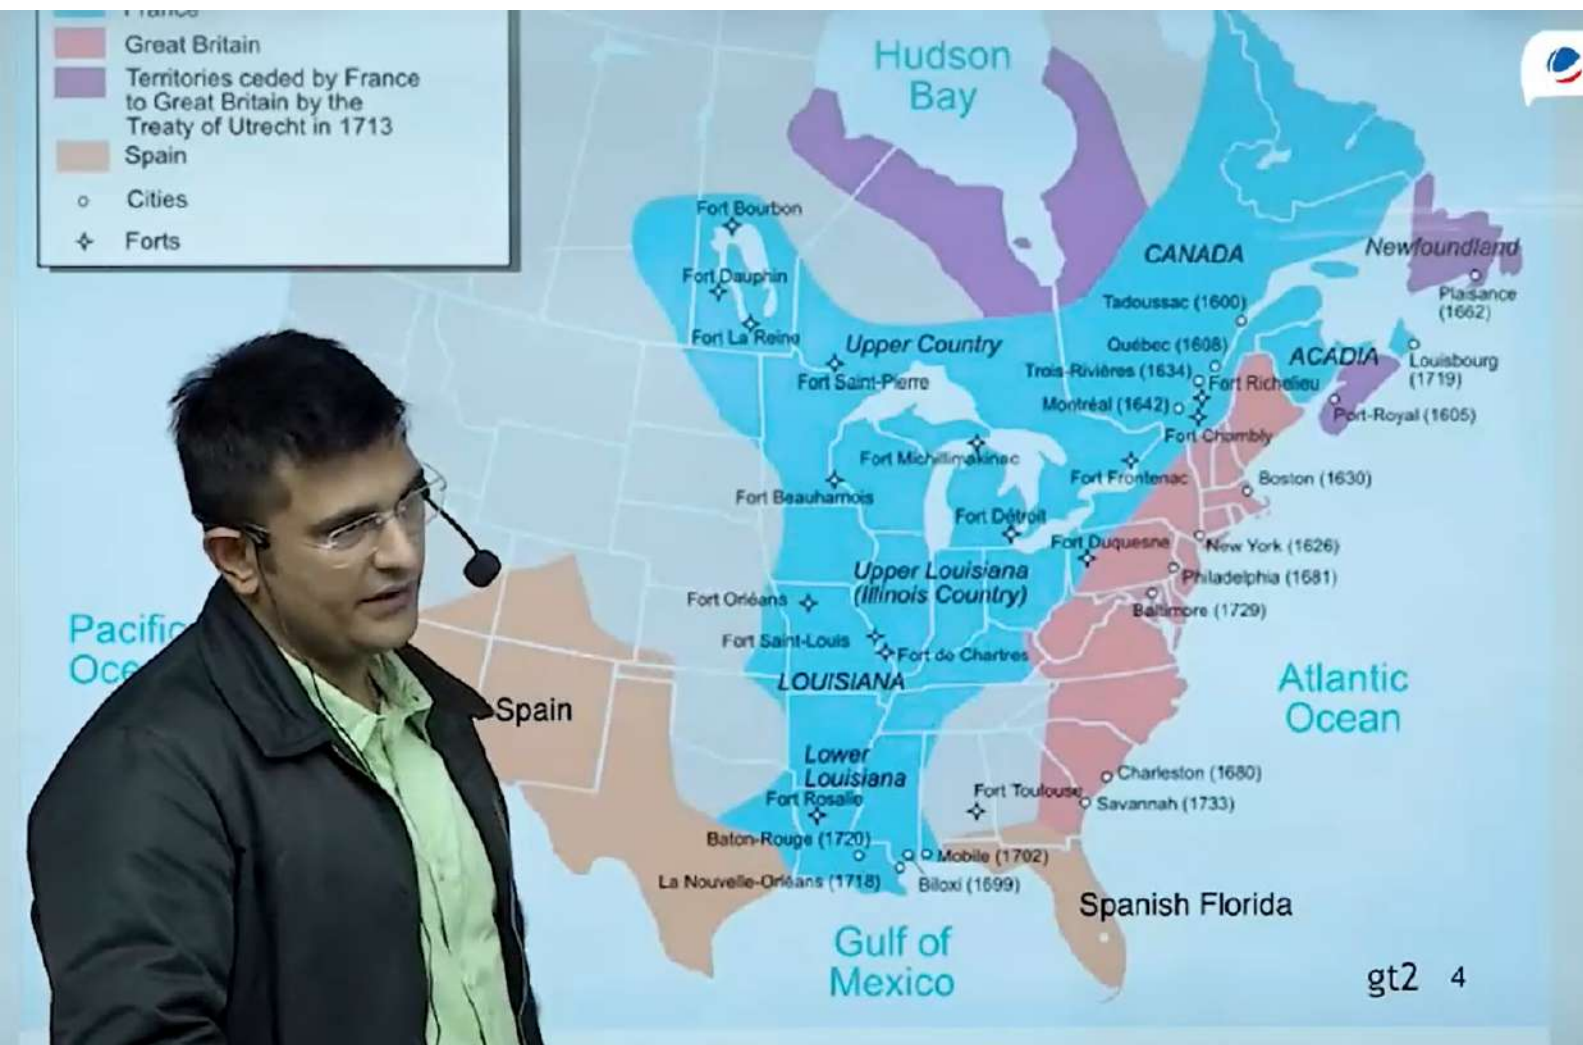 France
Great Britain
Territories ceded by France
to Great Britain by the
Treaty of Utrecht in 1713
Spain
Cities
Forts
Hudson
Bay
Fort Bourbon
Fort Dauphin
Fort La Reine
CANADA
Newfoundland
Plaisance
(1662)
Tadoussac (1600)
Upper Country
Québec (1608)
ACADIA
Louisbourg
(1719)
Trois-Rivières (1634)
Fort Richelieu
Fort Saint-Pierre
Montréal (1642)
Port-Royal (1605)
Fort Chambly
Fort Michillimakinac
Fort Frontenac
Boston (1630)
Fort Beauharnois
Fort Détroit
Fort Duquesne
New York (1626)
Upper Louisiana
(Illinois Country)
Philadelphia (1681)
Fort Orléans
Baltimore (1729)
Pacific
Fort Saint-Louis
Fort de Chartres
LOUISIANA
Atlantic
Ocean
Spain
Lower
Louisiana
Charleston (1680)
Fort Toulouse
Fort Rosalie
Savannah (1733)
Baton-Rouge (1720)
Mobile (1702)
La Nouvelle-Orléans (1718)
Biloxi (1699)
Spanish Florida
Gulf of
Mexico
gt2 4